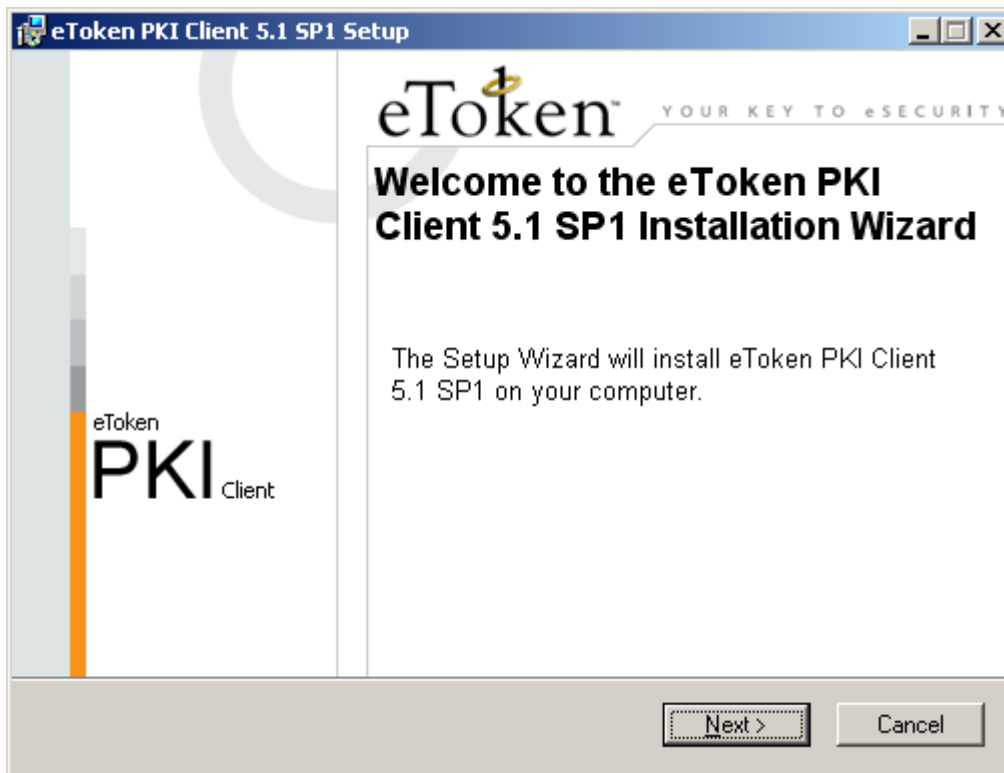 eToken PKI Client 5.1 SP1 Setup
eToken™ YOUR KEY TO eSECURITY
Welcome to the eToken PKI
Client 5.1 SP1 Installation Wizard
The Setup Wizard will install eToken PKI Client
5.1 SP1 on your computer.
eToken
PKI Client
Next >
Cancel